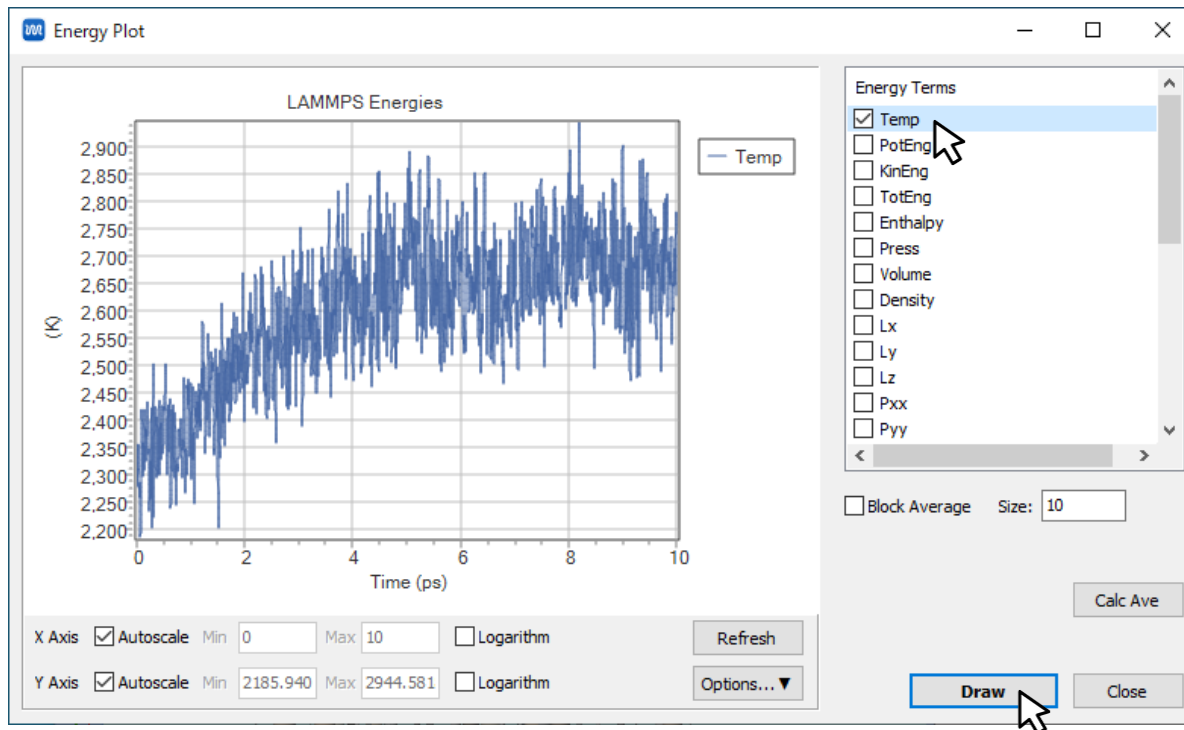 Energy Plot
LAMMPS Energies
2,900
2,850
2,800
2,750
2,700
2,650
2,600
2,550
2,500
2,450
2,400
2,350
2,300
2,250
2,200
(K)
0 2 4 6 8 10
Time (ps)
Temp
Energy Terms
Temp
PotEng
KinEng
TotEng
Enthalpy
Press
Volume
Density
Lx
Ly
Lz
Pxx
Pyy
Block Average Size: 10
Calc Ave
X Axis Autoscale Min 0 Max 10 Logarithm Refresh
Y Axis Autoscale Min 2185.940 Max 2944.581 Logarithm Options...▼
Draw Close